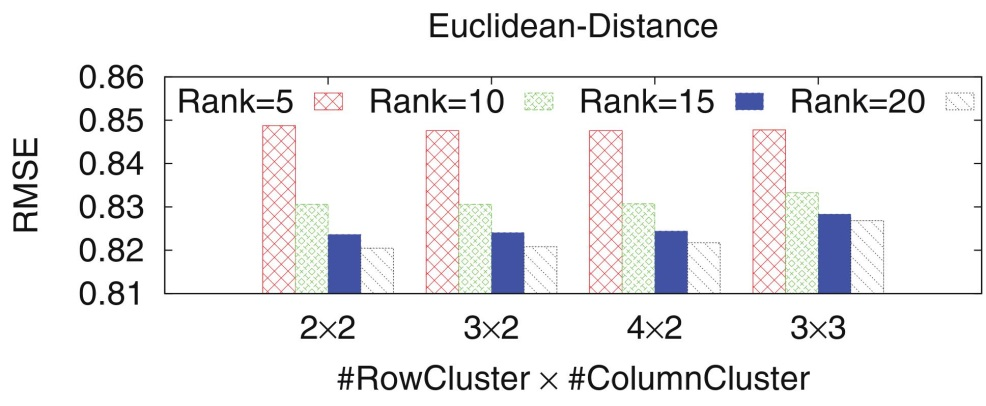 Euclidean-Distance
0.86
Rank=5 Rank=10 Rank=15 Rank=20
0.85
0.84
0.83
0.82
0.81
RMSE
2×2 3×2 4×2 3×3
#RowCluster × #ColumnCluster